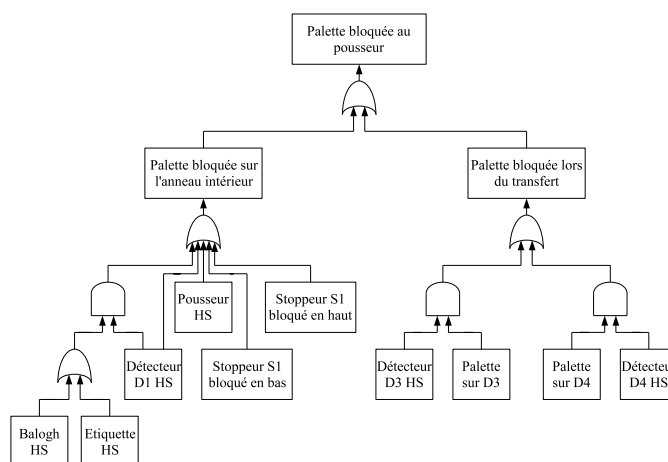 Palette bloquée au
pousseur
Palette bloquée sur
l'anneau intérieur
Palette bloquée lors
du transfert
Pousseur
HS
Stoppeur S1
bloqué en haut
Détecteur
D1 HS
Stoppeur S1
bloqué en bas
Détecteur
D3 HS
Palette
sur D3
Palette
sur D4
Détecteur
D4 HS
Balogh
HS
Etiquette
HS